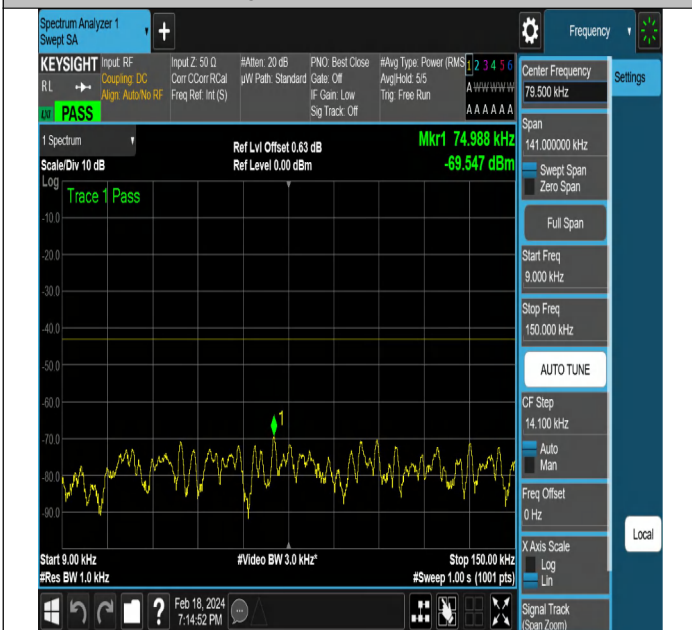 Spectrum Analyzer 1
Swept SA
+
Frequency
KEYSIGHT
RL
LXI PASS
Input: RF
Coupling: DC
Align: Auto/No RF
Input Z: 50 Ω
Corr CCorr RCal
Freq Ref: Int (S)
#Atten: 20 dB
µW Path: Standard
PNO: Best Close
Gate: Off
IF Gain: Low
Sig Track: Off
#Avg Type: Power (RMS
Avg|Hold: 5/5
Trig: Free Run
1 2 3 4 5 6
A W W W W W
A A A A A A
1 Spectrum
Scale/Div 10 dB
Ref Lvl Offset 0.63 dB
Ref Level 0.00 dBm
Mkr1 74.988 kHz
-69.547 dBm
Log
Trace 1 Pass
-10.0
-20.0
-30.0
-40.0
-50.0
-60.0
1
-80.0
-90.0
Start 9.00 kHz
#Res BW 1.0 kHz
#Video BW 3.0 kHz*
Stop 150.00 kHz
#Sweep 1.00 s (1001 pts)
?
Feb 18, 2024
7:14:52 PM
Center Frequency
79.500 kHz
Span
141.000000 kHz
Swept Span
Zero Span
Full Span
Start Freq
9.000 kHz
Stop Freq
150.000 kHz
AUTO TUNE
CF Step
14.100 kHz
Auto
Man
Freq Offset
0 Hz
X Axis Scale
Log
Lin
Signal Track
(Span Zoom)
Settings
Local